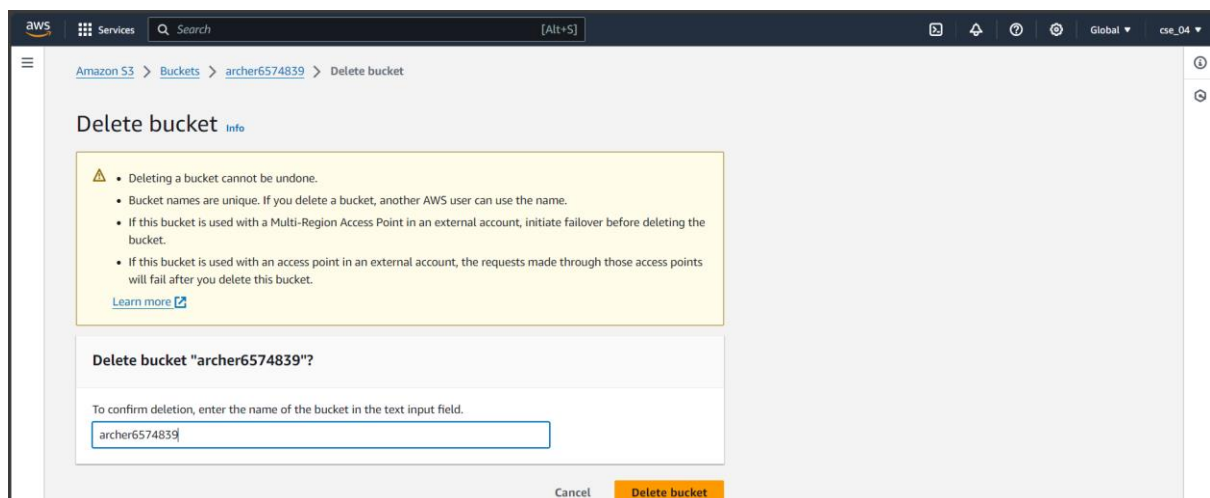 aws
Services
Search
[Alt+S]
Global
cse_04
Amazon S3 > Buckets > archer6574839 > Delete bucket
Delete bucket Info
• Deleting a bucket cannot be undone.
• Bucket names are unique. If you delete a bucket, another AWS user can use the name.
• If this bucket is used with a Multi-Region Access Point in an external account, initiate failover before deleting the
bucket.
• If this bucket is used with an access point in an external account, the requests made through those access points
will fail after you delete this bucket.
Learn more
Delete bucket "archer6574839"?
To confirm deletion, enter the name of the bucket in the text input field.
archer6574839
Cancel
Delete bucket